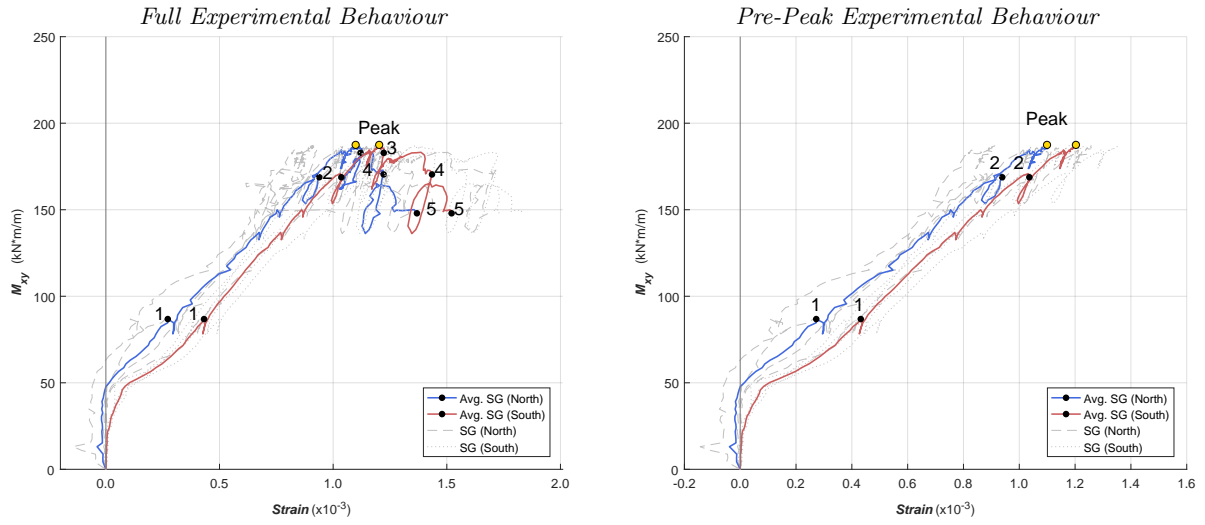 Full Experimental Behaviour
250
200
150
100
50
0
M_xy (kN*m/m)
Peak
3
2
4
4
5
5
1
1
Avg. SG (North)
Avg. SG (South)
SG (North)
SG (South)
0.0
0.5
1.0
1.5
2.0
Strain (x10^-3)
Pre-Peak Experimental Behaviour
250
200
150
100
50
0
M_xy (kN*m/m)
Peak
2
2
1
1
Avg. SG (North)
Avg. SG (South)
SG (North)
SG (South)
-0.2
0.0
0.2
0.4
0.6
0.8
1.0
1.2
1.4
1.6
Strain (x10^-3)